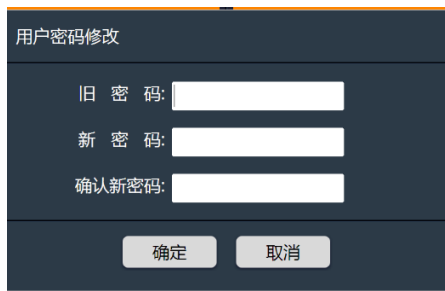 用户密码修改
旧 密 码:
新 密 码:
确认新密码:
确定 取消